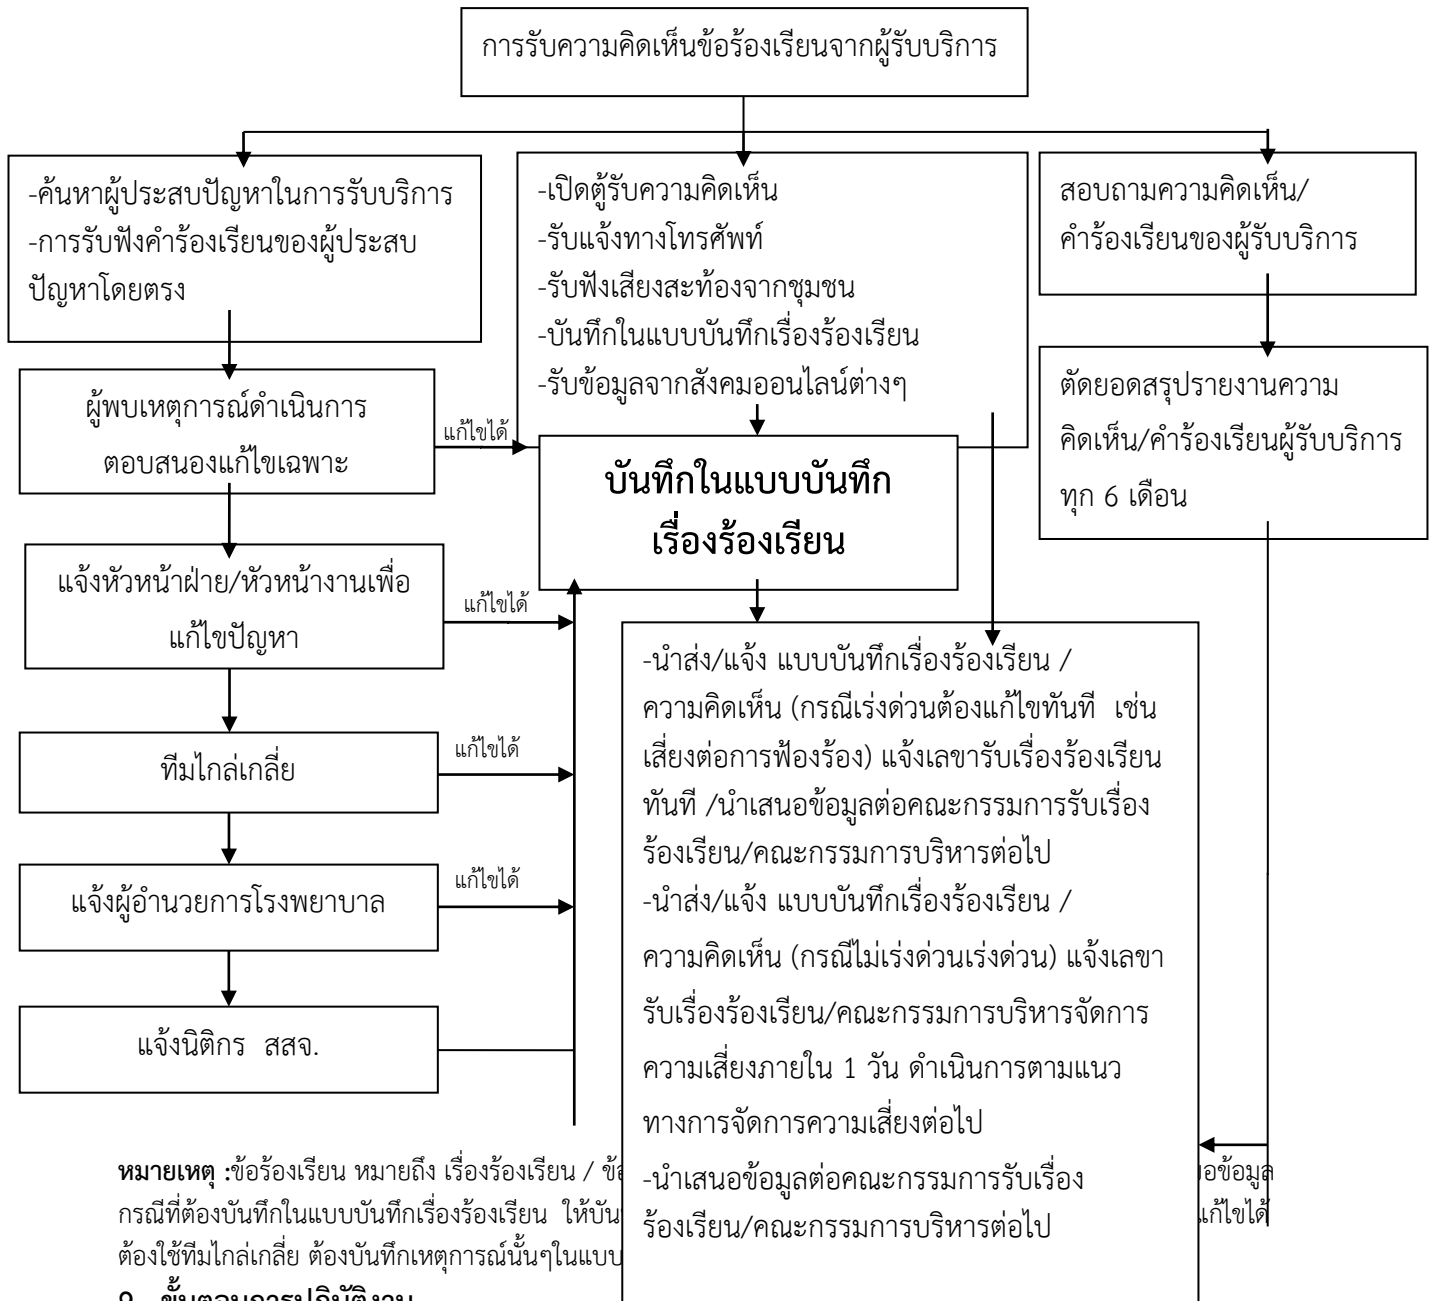 การรับความคิดเห็นข้อร้องเรียนจากผู้รับบริการ
-ค้นหาผู้ประสบปัญหาในการรับบริการ
-การรับฟังคำร้องเรียนของผู้ประสบ
ปัญหาโดยตรง
-เปิดตู้รับความคิดเห็น
-รับแจ้งทางโทรศัพท์
-รับฟังเสียงสะท้องจากชุมชน
-บันทึกในแบบบันทึกเรื่องร้องเรียน
-รับข้อมูลจากสังคมออนไลน์ต่างๆ
สอบถามความคิดเห็น/
คำร้องเรียนของผู้รับบริการ
ผู้พบเหตุการณ์ดำเนินการ
ตอบสนองแก้ไขเฉพาะ
แก้ไขได้
บันทึกในแบบบันทึก
เรื่องร้องเรียน
ตัดยอดสรุปรายงานความ
คิดเห็น/คำร้องเรียนผู้รับบริการ
ทุก 6 เดือน
แจ้งหัวหน้าฝ่าย/หัวหน้างานเพื่อ
แก้ไขปัญหา
แก้ไขได้
ทีมไกล่เกลี่ย
แก้ไขได้
แจ้งผู้อำนวยการโรงพยาบาล
แก้ไขได้
แจ้งนิติกร สสจ.
-นำส่ง/แจ้ง แบบบันทึกเรื่องร้องเรียน /
ความคิดเห็น (กรณีเร่งด่วนต้องแก้ไขทันที เช่น
เสี่ยงต่อการฟ้องร้อง) แจ้งเลขารับเรื่องร้องเรียน
ทันที /นำเสนอข้อมูลต่อคณะกรรมการรับเรื่อง
ร้องเรียน/คณะกรรมการบริหารต่อไป
-นำส่ง/แจ้ง แบบบันทึกเรื่องร้องเรียน /
ความคิดเห็น (กรณีไม่เร่งด่วนเร่งด่วน) แจ้งเลขา
รับเรื่องร้องเรียน/คณะกรรมการบริหารจัดการ
ความเสี่ยงภายใน 1 วัน ดำเนินการตามแนว
ทางการจัดการความเสี่ยงต่อไป
-นำเสนอข้อมูลต่อคณะกรรมการรับเรื่อง
ร้องเรียน/คณะกรรมการบริหารต่อไป
หมายเหตุ :ข้อร้องเรียน หมายถึง เรื่องร้องเรียน / ข้อมูล
กรณีที่ต้องบันทึกในแบบบันทึกเรื่องร้องเรียน ให้ แก้ไขได้
ต้องใช้ทีมไกล่เกลี่ย ต้องบันทึกเหตุการณ์นั้นๆในแบบ
ขั้นตอนการปฏิบัติงาน